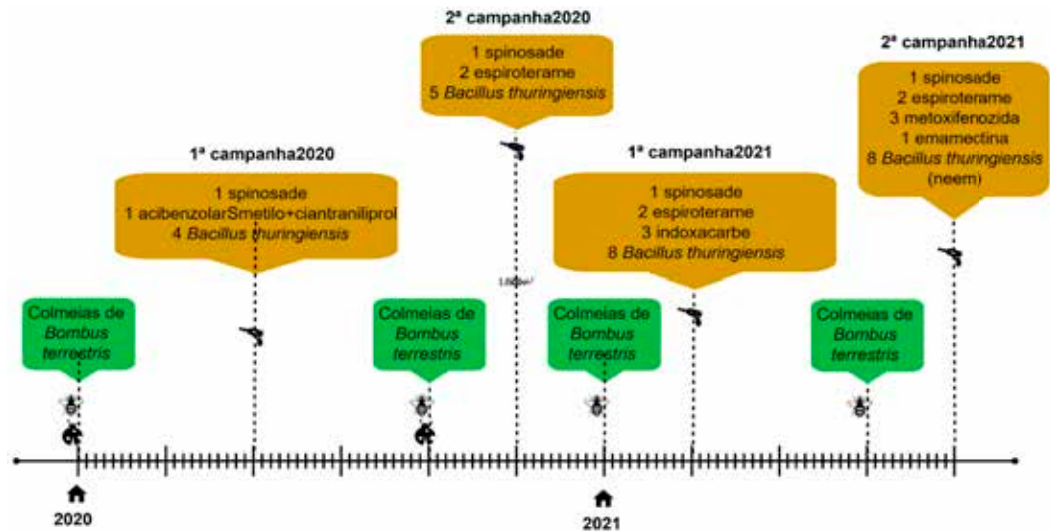 2ª campanha2020
1 spinosade
2 espiroterame
5 Bacillus thuringiensis
2ª campanha2021
1 spinosade
2 espiroterame
3 metoxifenozida
1 emamectina
8 Bacillus thuringiensis
(neem)
1ª campanha2020
1 spinosade
1 acibenzolarSmetilo+ciantraniliprol
4 Bacillus thuringiensis
1ª campanha2021
1 spinosade
2 espiroterame
3 indoxacarbe
8 Bacillus thuringiensis
Colmeias de
Bombus
terrestris
Colmeias de
Bombus
terrestris
Colmeias de
Bombus
terrestris
Colmeias de
Bombus
terrestris
2020
2021